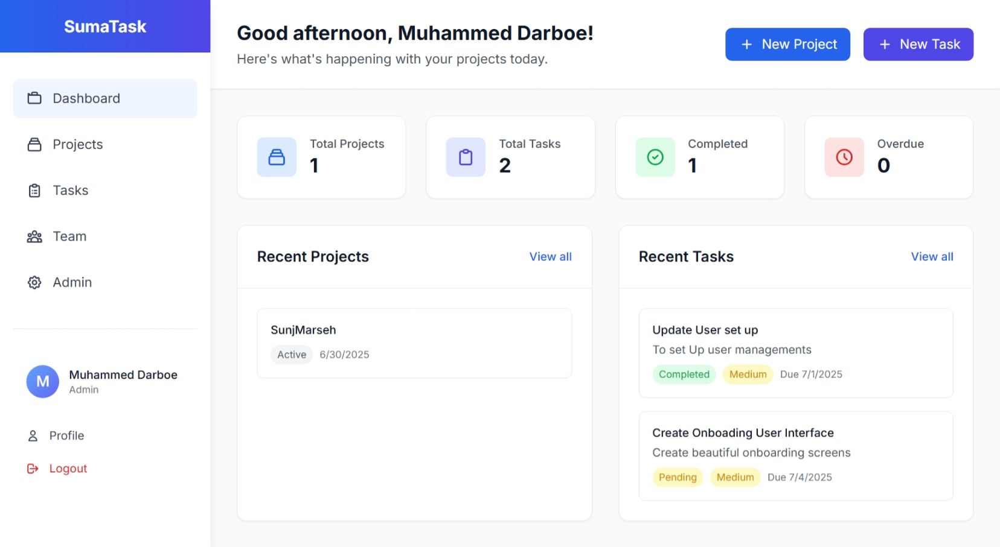 SumaTask
Dashboard
Projects
Tasks
Team
Admin
M
Muhammed Darboe
Admin
Profile
Logout
Good afternoon, Muhammed Darboe!
Here's what's happening with your projects today.
+ New Project
+ New Task
Total Projects
1
Total Tasks
2
Completed
1
Overdue
0
Recent Projects
View all
SunjMarseh
Active 6/30/2025
Recent Tasks
View all
Update User set up
To set Up user managements
Completed Medium Due 7/1/2025
Create Onboading User Interface
Create beautiful onboarding screens
Pending Medium Due 7/4/2025